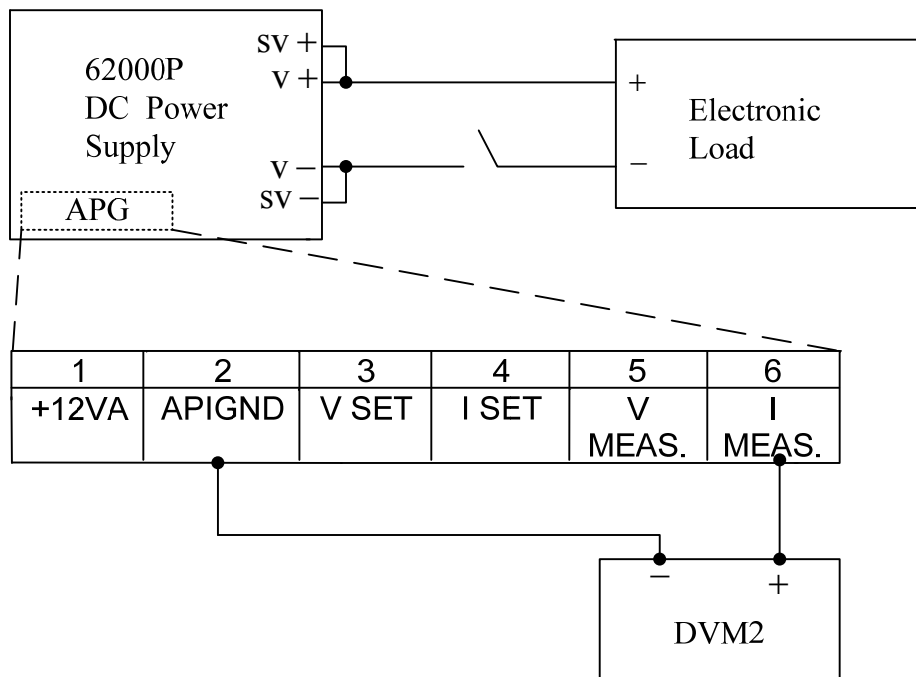 SV +
62000P
V +
DC Power
Supply
V −
SV −
APG
+
Electronic
Load
−
1 2 3 4 5 6
+12VA APIGND V SET I SET V MEAS. I MEAS.
− +
DVM2